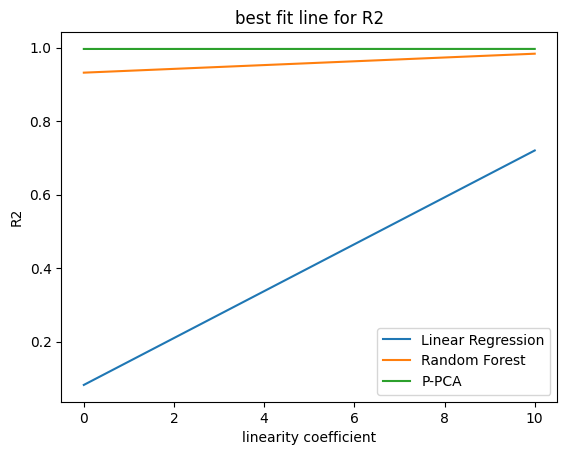 best fit line for R2
1.0
0.8
0.6
0.4
0.2
R2
0
2
4
6
8
10
linearity coefficient
Linear Regression
Random Forest
P-PCA